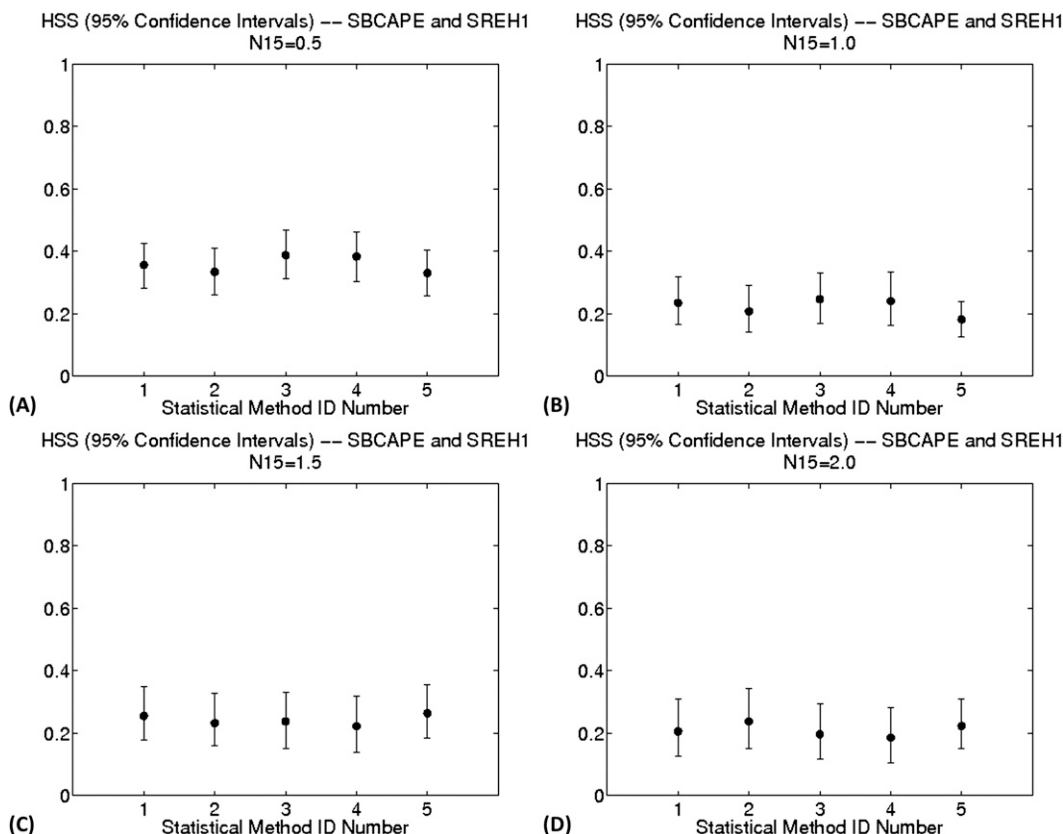 HSS (95% Confidence Intervals) -- SBCAPE and SREH1
N15=0.5
1
0.8
0.6
0.4
0.2
0
1 2 3 4 5
Statistical Method ID Number
(A)
HSS (95% Confidence Intervals) -- SBCAPE and SREH1
N15=1.0
1
0.8
0.6
0.4
0.2
0
1 2 3 4 5
Statistical Method ID Number
(B)
HSS (95% Confidence Intervals) -- SBCAPE and SREH1
N15=1.5
1
0.8
0.6
0.4
0.2
0
1 2 3 4 5
Statistical Method ID Number
(C)
HSS (95% Confidence Intervals) -- SBCAPE and SREH1
N15=2.0
1
0.8
0.6
0.4
0.2
0
1 2 3 4 5
Statistical Method ID Number
(D)